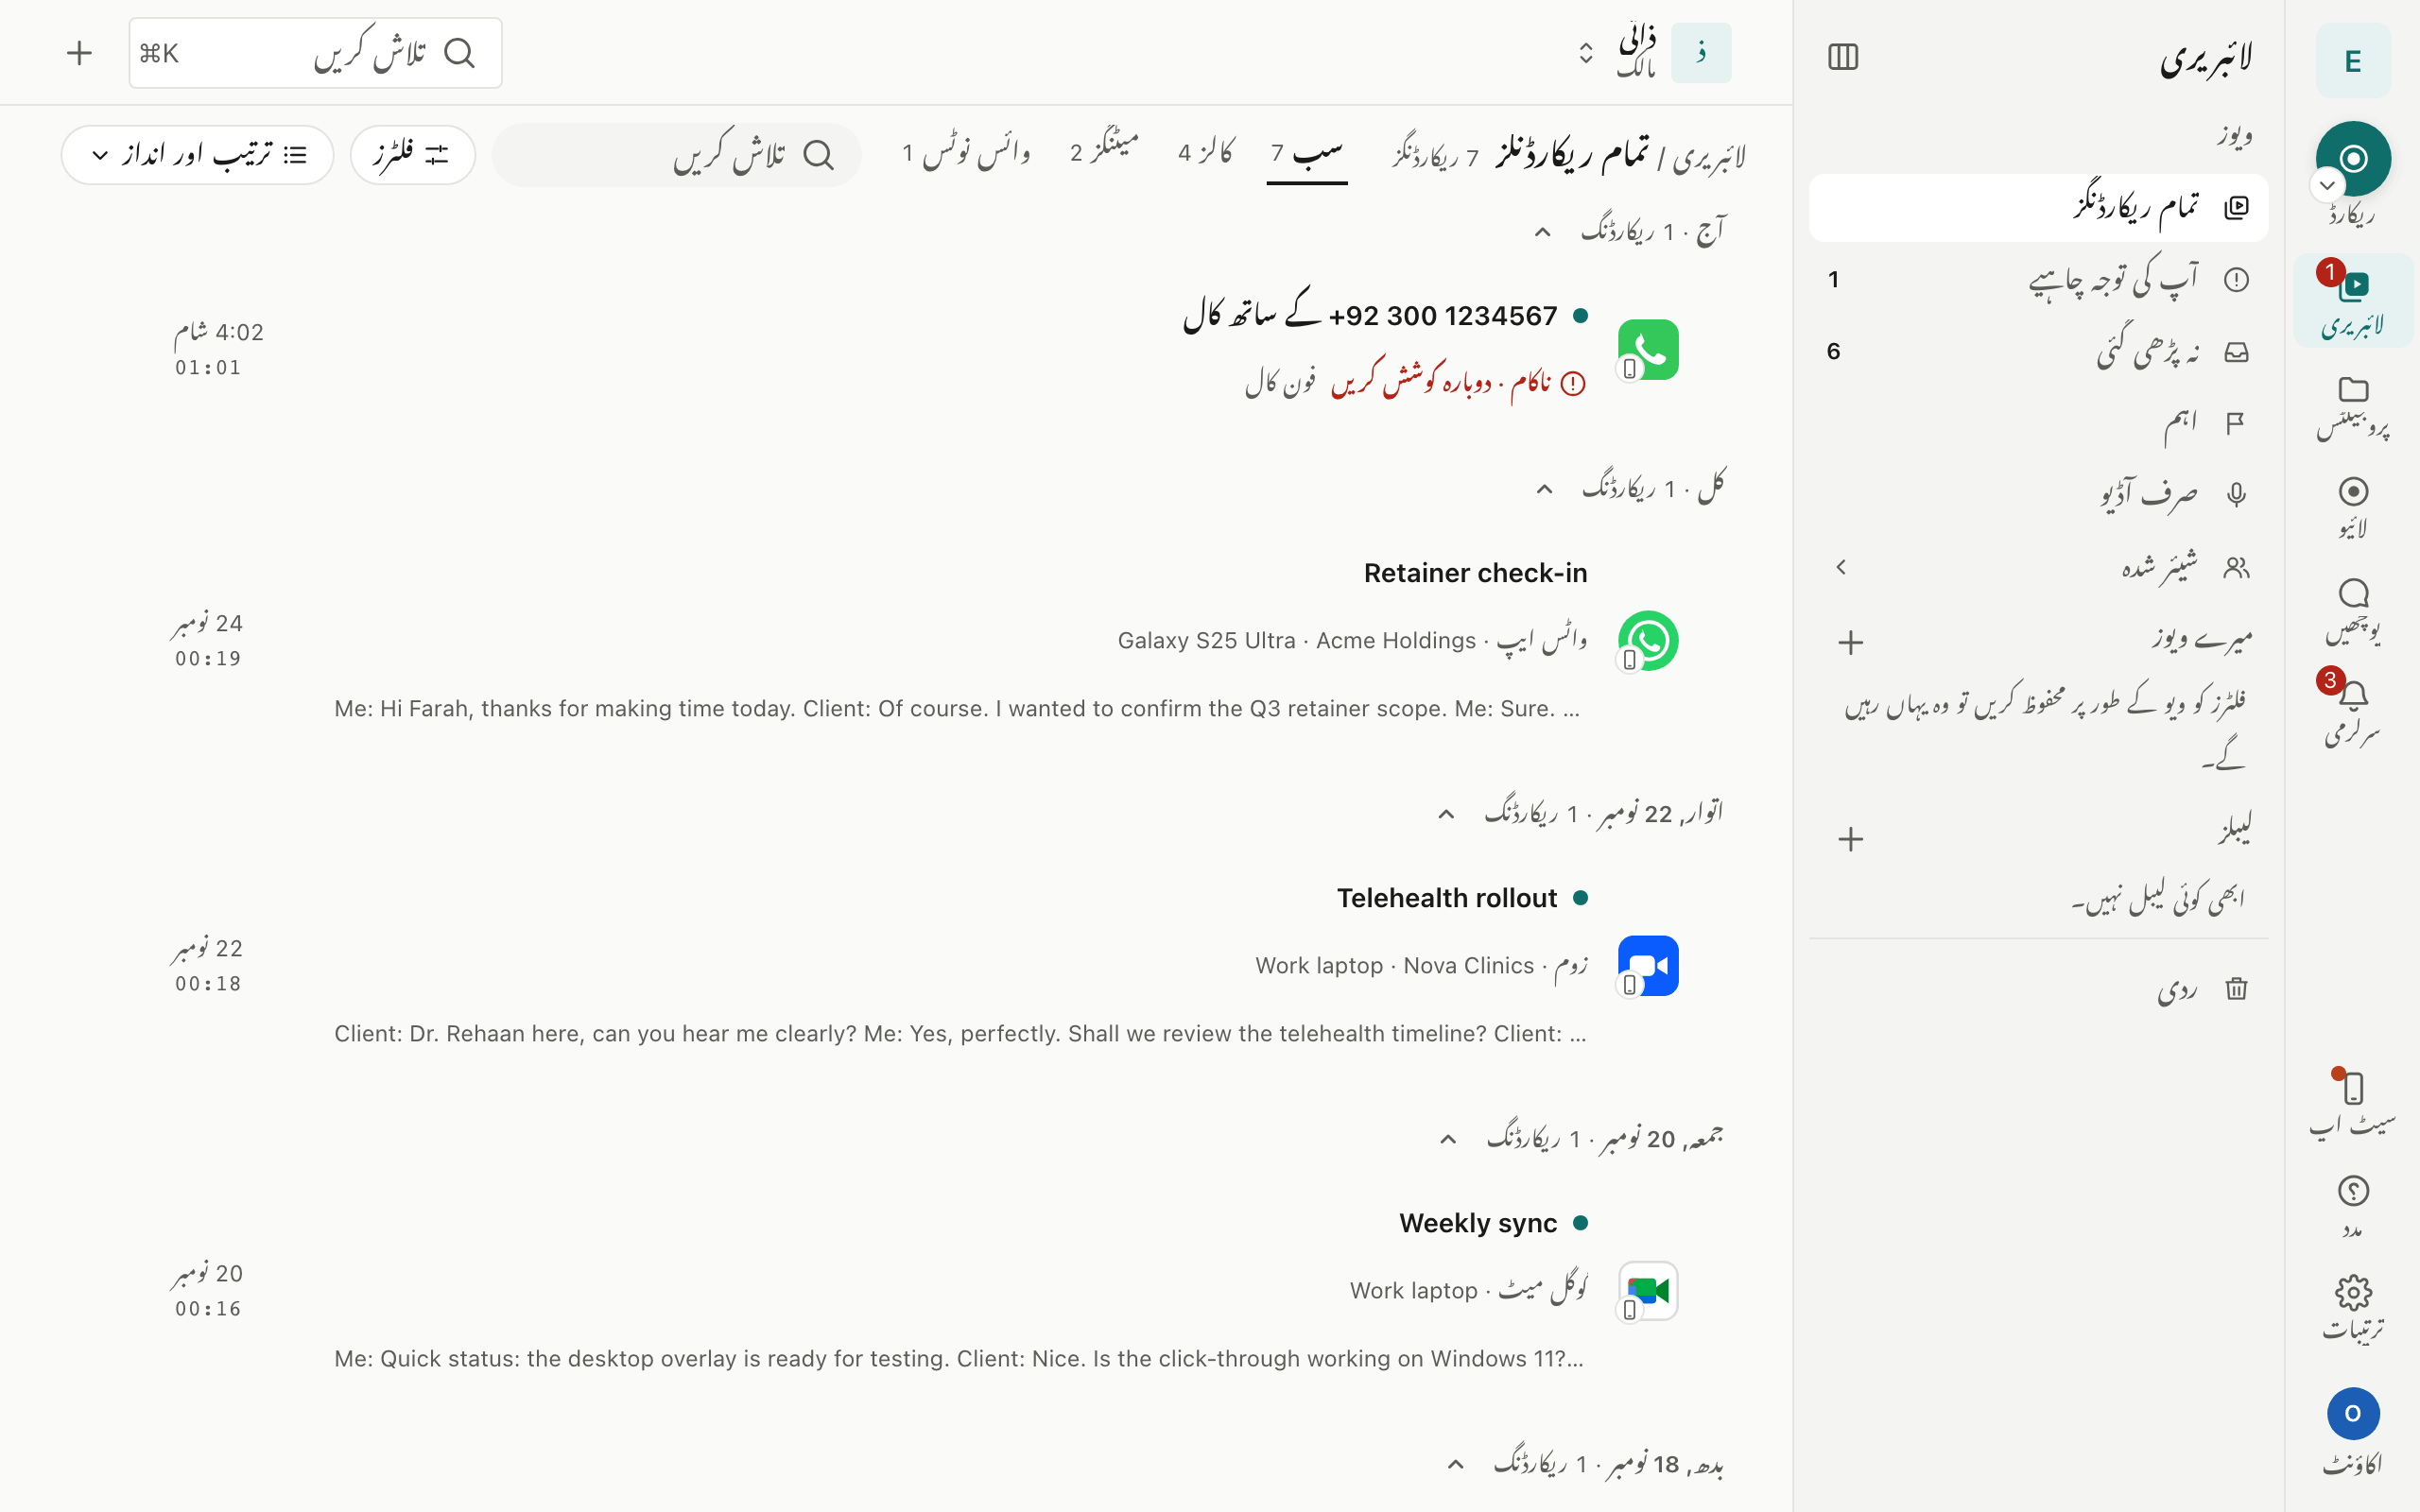 E
ریکارڈ
1
لائبریری
پروجیکٹس
لائیو
پوچھیں
3
سرگرمی
سیٹ اپ
مدد
ترتیبات
O
اکاؤنٹ
لائبریری
ویوز
تمام ریکارڈنگز
آپ کی توجہ چاہیے 1
نہ پڑھی گئی 6
اہم
صرف آڈیو
شیئر شدہ
میرے ویوز
فلٹرز کو ویو کے طور پر محفوظ کریں تو وہ یہاں رہیں
گے۔
لیبلز
ابھی کوئی لیبل نہیں۔
ردی
ذ
ذاتی
مالک
تلاش کریں ⌘K
لائبریری / تمام ریکارڈنگز 7 ریکارڈنگز سب 7 کالز 4 میٹنگز 2 وائس نوٹس 1 تلاش کریں فلٹرز ترتیب اور انداز
آج · 1 ریکارڈنگ
+92 300 1234567 کے ساتھ کال
ناکام · دوبارہ کوشش کریں فون کال
4:02 شام
01:01
کل · 1 ریکارڈنگ
Retainer check-in
واٹس ایپ · Galaxy S25 Ultra · Acme Holdings
Me: Hi Farah, thanks for making time today. Client: Of course. I wanted to confirm the Q3 retainer scope. Me: Sure. ...
24 نومبر
00:19
اتوار, 22 نومبر · 1 ریکارڈنگ
Telehealth rollout
زوم · Work laptop · Nova Clinics
Client: Dr. Rehaan here, can you hear me clearly? Me: Yes, perfectly. Shall we review the telehealth timeline? Client: ...
22 نومبر
00:18
جمعہ, 20 نومبر · 1 ریکارڈنگ
Weekly sync
گوگل میٹ · Work laptop
Me: Quick status: the desktop overlay is ready for testing. Client: Nice. Is the click-through working on Windows 11?...
20 نومبر
00:16
بدھ, 18 نومبر · 1 ریکارڈنگ